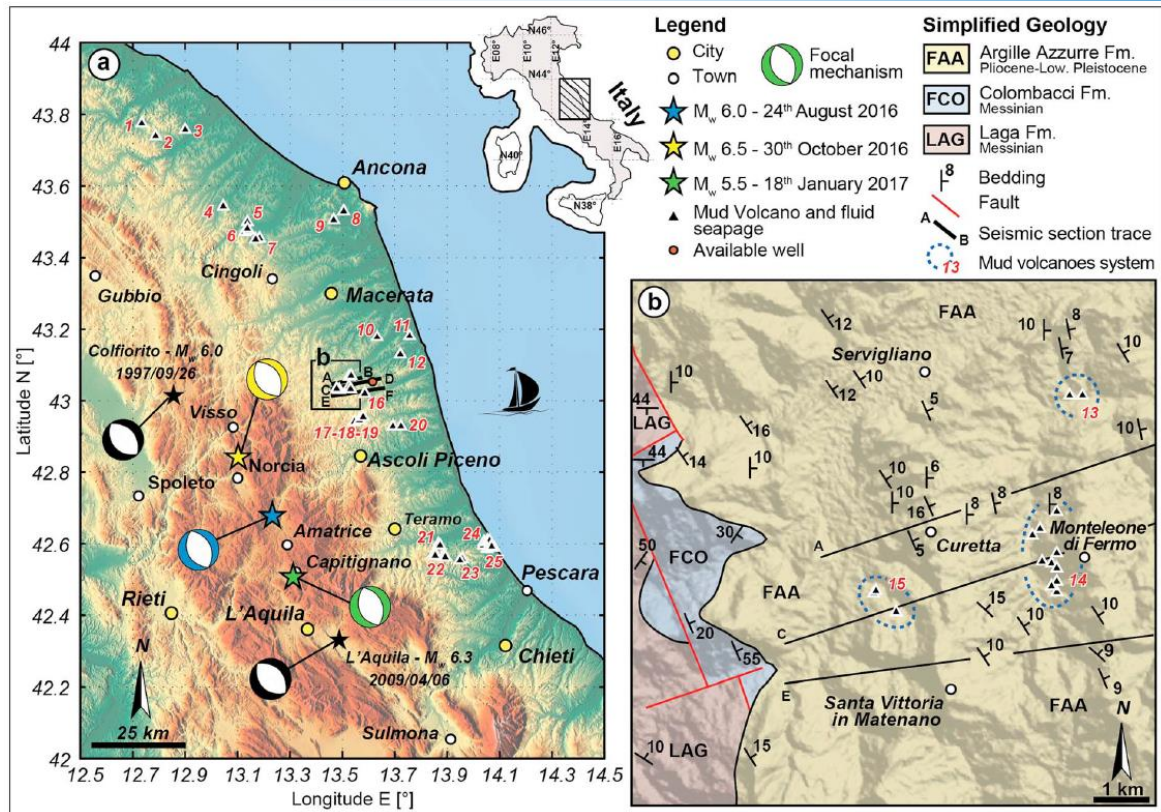 a
44
43.8
43.6
43.4
43.2
43
42.8
42.6
42.4
42.2
42
Latitude N [°]
12.5
12.7
12.9
13.1
13.3
13.5
13.7
13.9
14.1
14.3
14.5
Longitude E [°]
1
2
3
Ancona
4
5
6
7
9
8
Cingoli
Gubbio
Macerata
10
11
12
Colfiorito - Mw 6.0
1997/09/26
b
A
B
C
D
E
F
16
Visso
17-18-19
20
Norcia
Ascoli Piceno
Spoleto
Amatrice
Teramo
24
21
22
23
25
Capitignano
Pescara
Rieti
L'Aquila
L'Aquila - Mw 6.3
2009/04/06
Chieti
Sulmona
N
25 km
E08°
E10°
E12°
N46°
N44°
E14°
E16°
N40°
N38°
Italy
Legend
City
Town
Focal
mechanism
Mw 6.0 - 24th August 2016
Mw 6.5 - 30th October 2016
Mw 5.5 - 18th January 2017
Mud Volcano and fluid
seapage
Available well
Simplified Geology
FAA
Argille Azzurre Fm.
Pliocene-Low. Pleistocene
FCO
Colombacci Fm.
Messinian
LAG
Laga Fm.
Messinian
8
Bedding
Fault
A
B
Seismic section trace
13
Mud volcanoes system
b
FAA
12
10
8
7
10
Servigliano
10
12
10
13
44
LAG
5
16
44
14
10
10
6
10
10
8
10
8
16
30
5
Curetta
Monteleone
di Fermo
A
50
FCO
FAA
15
14
15
10
10
20
C
55
10
9
9
E
Santa Vittoria
in Matenano
FAA
10
LAG
15
N
1 km